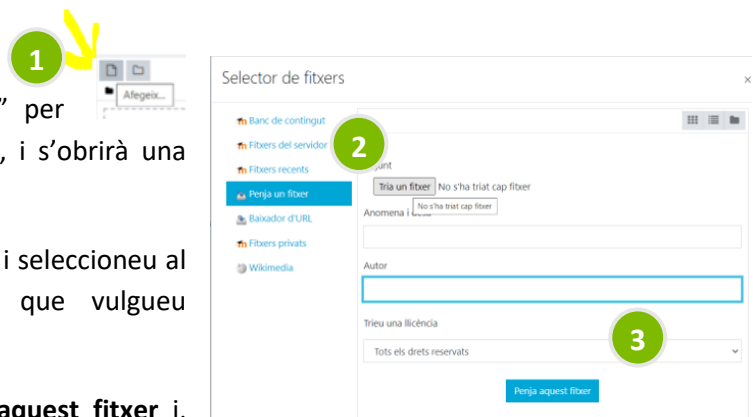 1
Afegeix...
” per
, i s’obrirà una
i seleccioneu al
que vulgueu
aquest fitxer i,
Selector de fitxers
×
Banc de contingut
Fitxers del servidor
Fitxers recents
Penja un fitxer
Baixador d'URL
Fitxers privats
Wikimedia
2
Tria un fitxer No s'ha triat cap fitxer
No s'ha triat cap fitxer
Anomena i
Autor
Trieu una llicència
3
Tots els drets reservats
Penja aquest fitxer